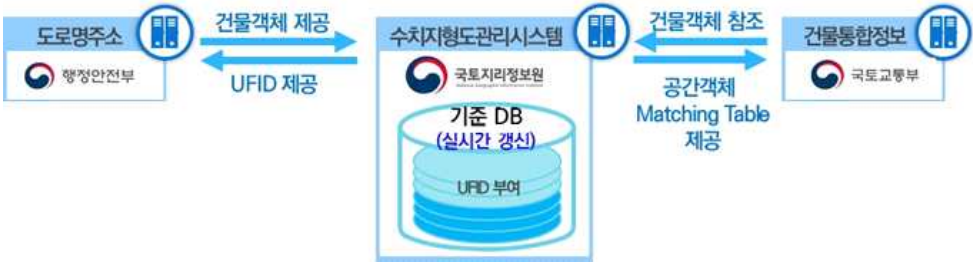 도로명주소
행정안전부
건물객체 제공
UFID 제공
수치지형도관리시스템
국토지리정보원
기준 DB
(실시간 갱신)
UFID 부여
건물객체 참조
공간객체
Matching Table
제공
건물통합정보
국토교통부